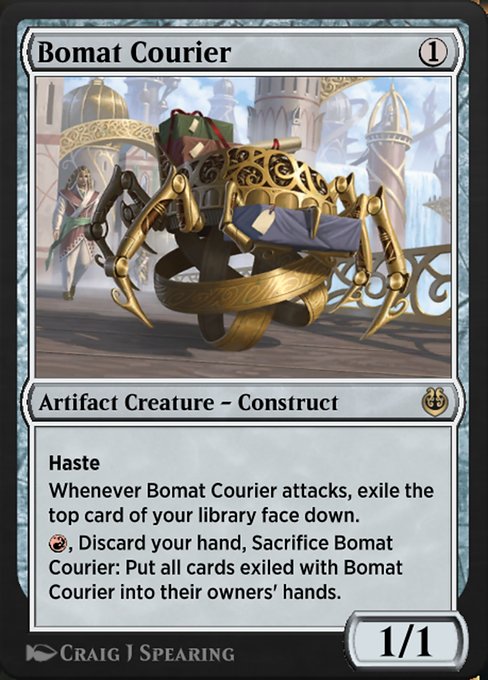 Bomat Courier 1
Artifact Creature – Construct
Haste
Whenever Bomat Courier attacks, exile the
top card of your library face down.
, Discard your hand, Sacrifice Bomat
Courier: Put all cards exiled with Bomat
Courier into their owners' hands.
1/1
Craig J Spearing